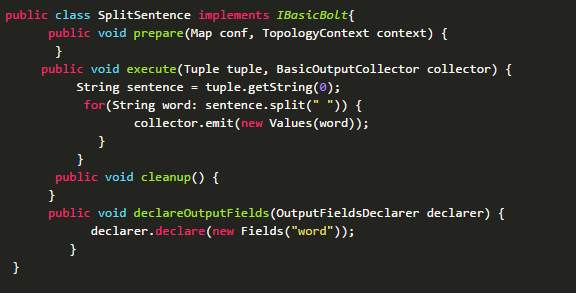 public class SplitSentence implements IBasicBolt{
public void prepare(Map conf, TopologyContext context) {
}
public void execute(Tuple tuple, BasicOutputCollector collector) {
String sentence = tuple.getString(0);
for(String word: sentence.split(" ")) {
collector.emit(new Values(word));
}
}
public void cleanup() {
}
public void declareOutputFields(OutputFieldsDeclarer declarer) {
declarer.declare(new Fields("word"));
}
}